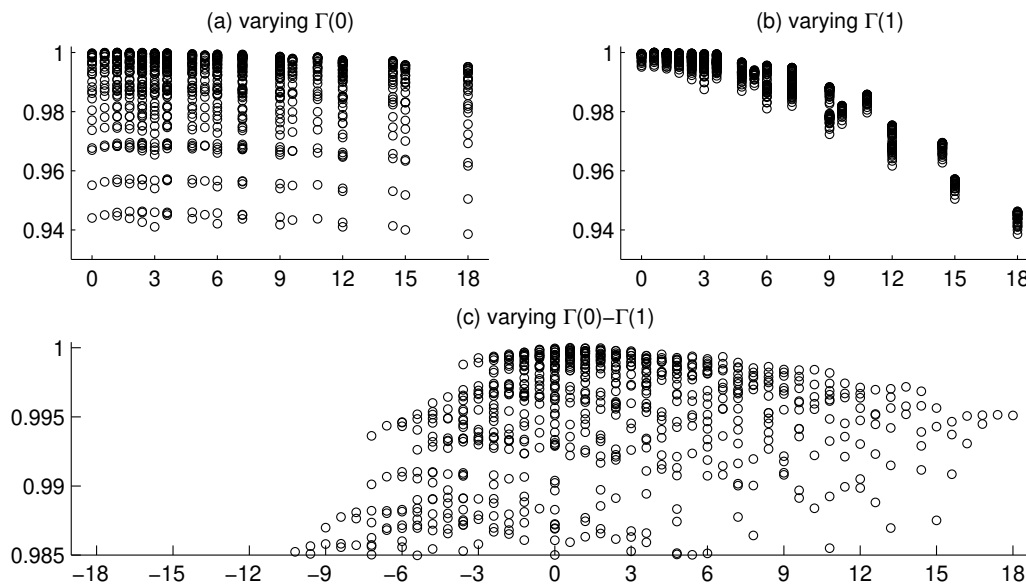 (a) varying Γ(0)
1
0.98
0.96
0.94
0 3 6 9 12 15 18
(b) varying Γ(1)
1
0.98
0.96
0.94
0 3 6 9 12 15 18
(c) varying Γ(0)−Γ(1)
1
0.995
0.99
0.985
−18 −15 −12 −9 −6 −3 0 3 6 9 12 15 18